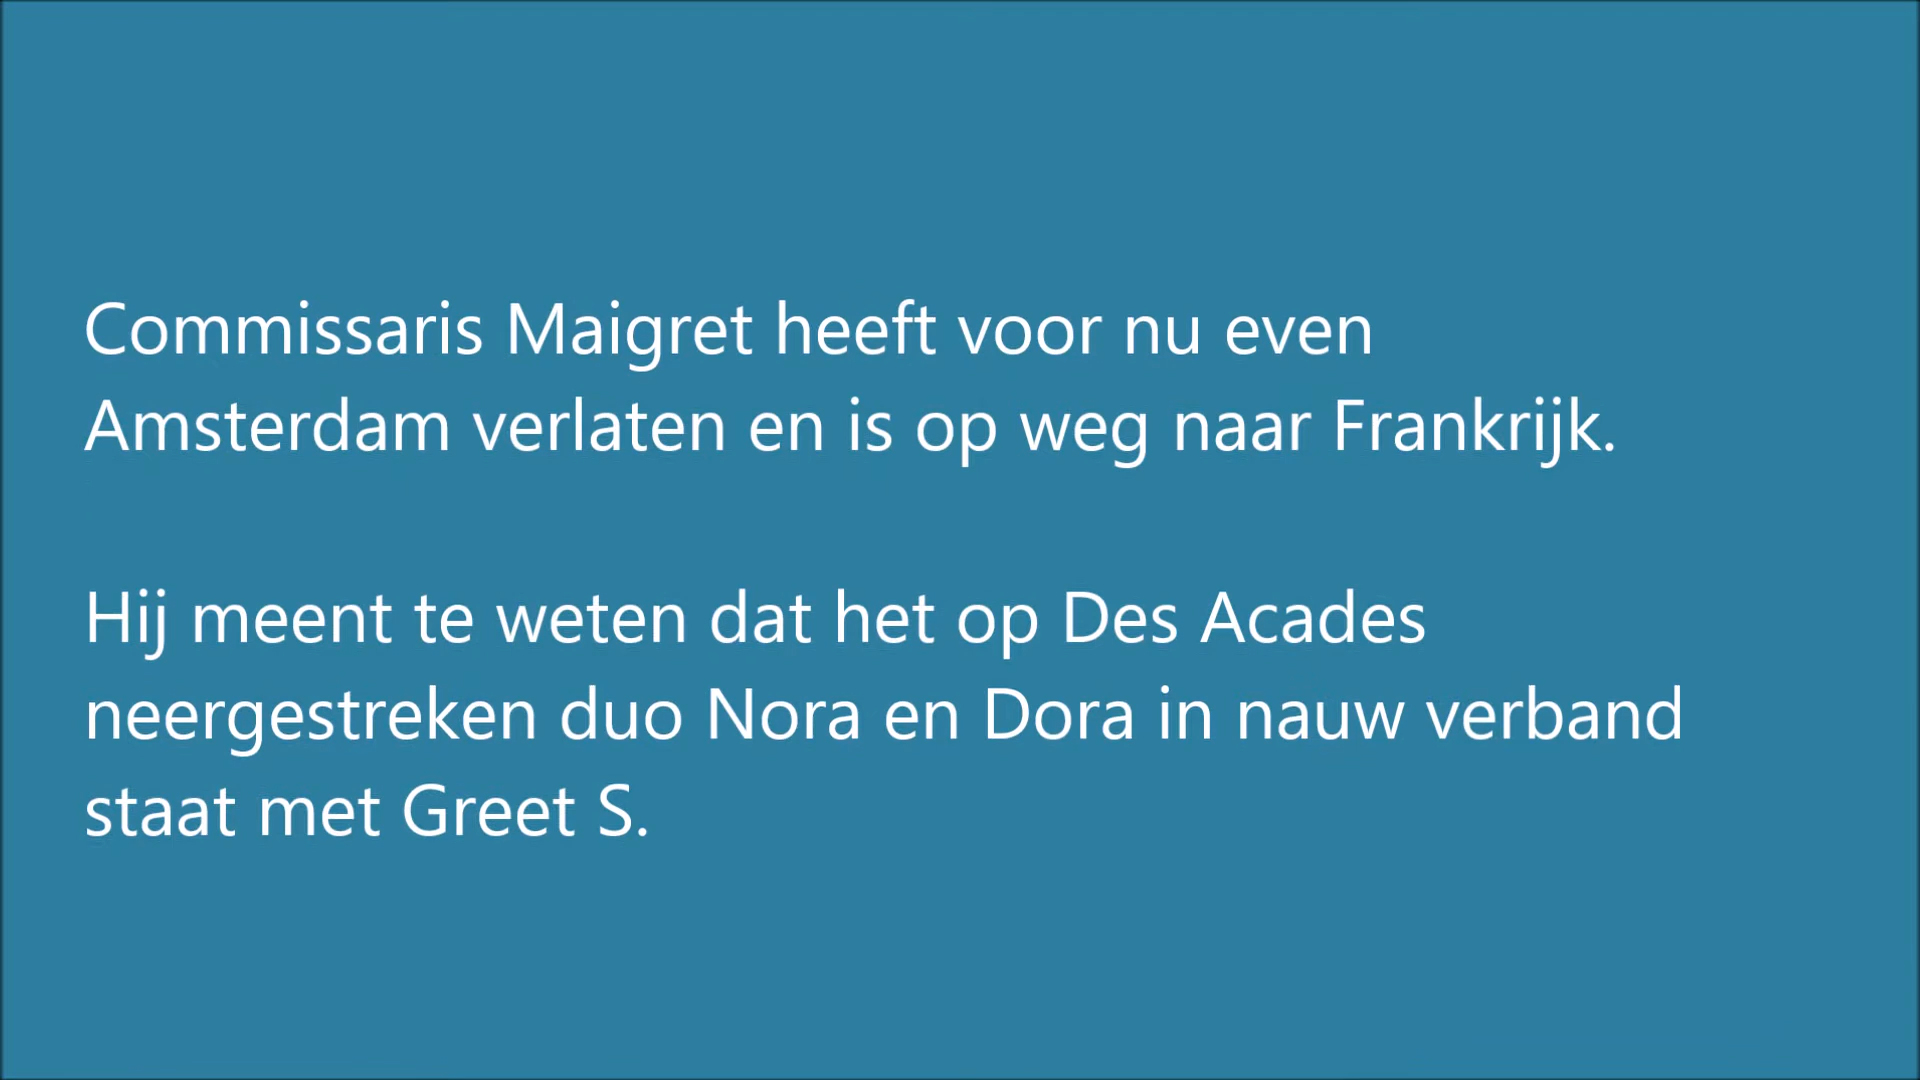 Commissaris Maigret heeft voor nu even
Amsterdam verlaten en is op weg naar Frankrijk.
Hij meent te weten dat het op Des Acades
neergestreken duo Nora en Dora in nauw verband
staat met Greet S.